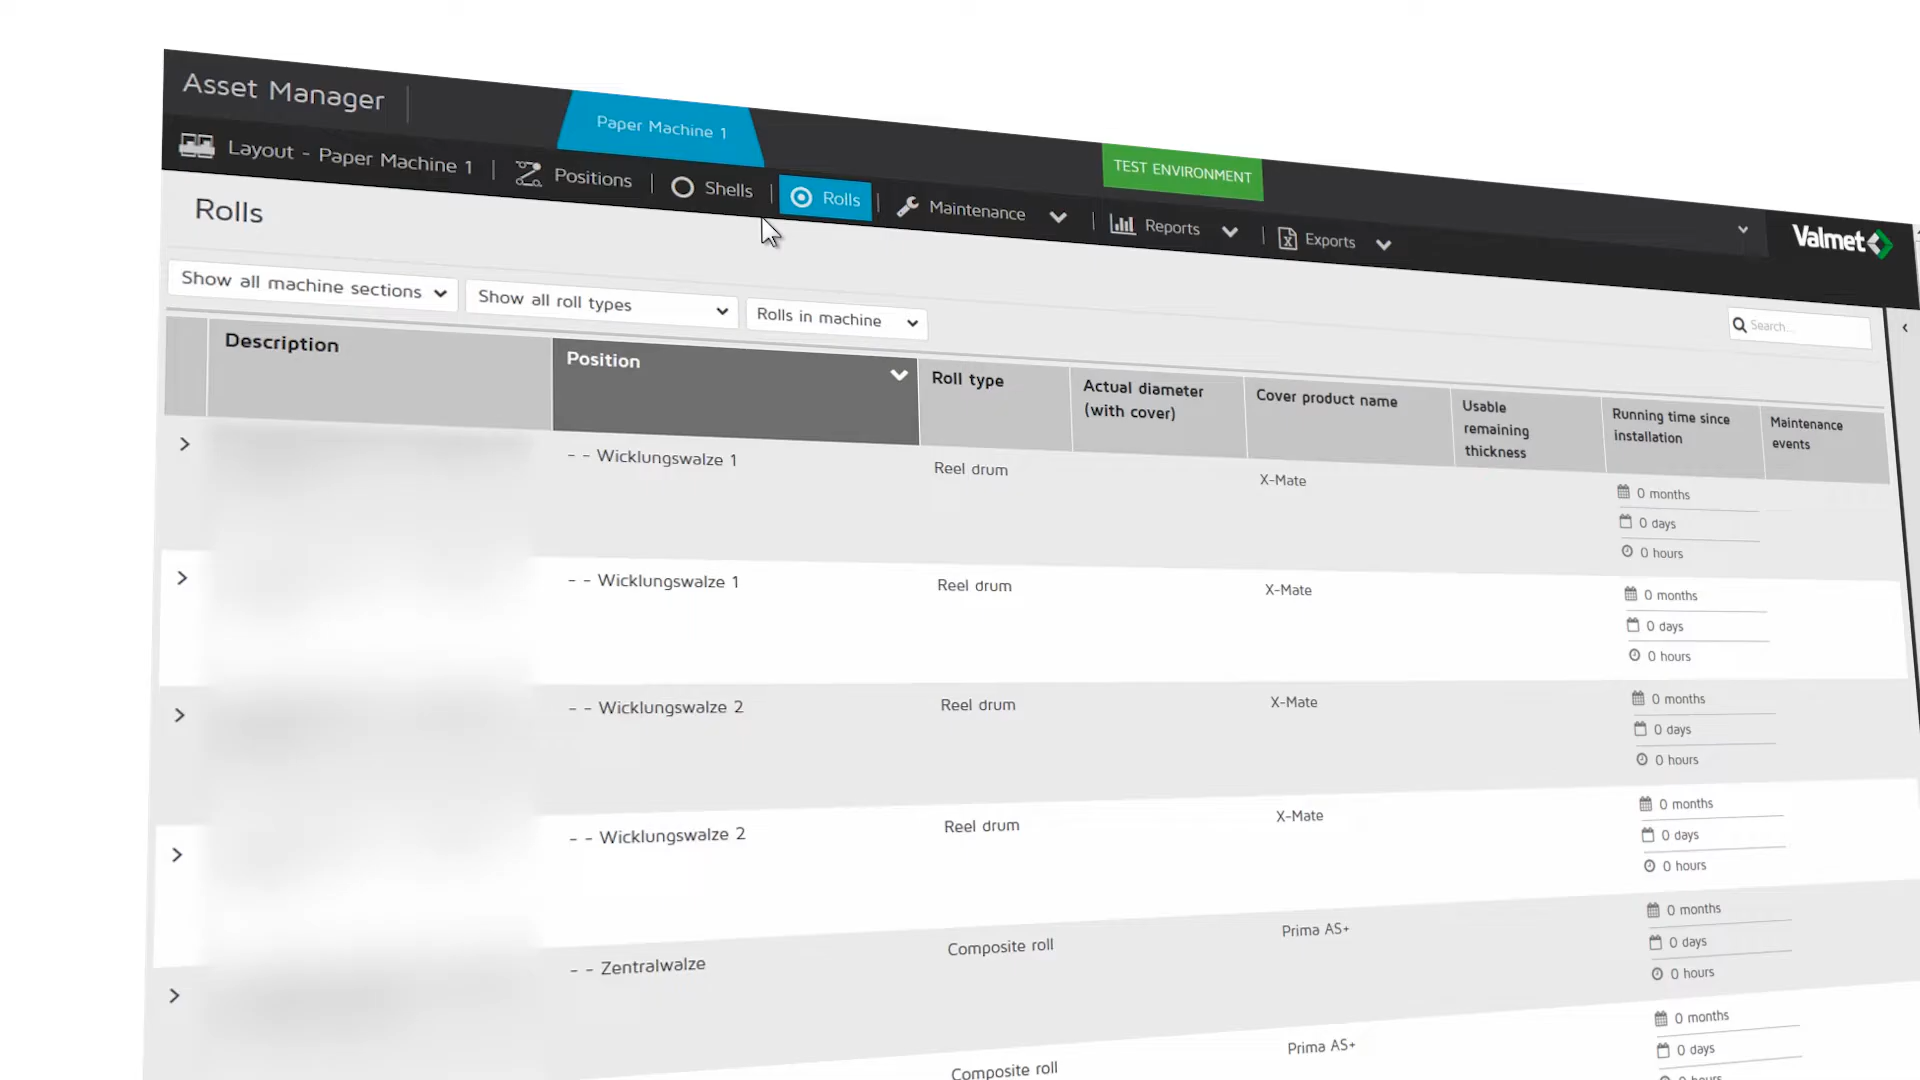 Asset Manager
Paper Machine 1
TEST ENVIRONMENT
Layout - Paper Machine 1
Positions
Shells
Rolls
Maintenance
Reports
Exports
Valmet
Rolls
Show all machine sections
Show all roll types
Rolls in machine
Search...
Description
Position
Roll type
Actual diameter
(with cover)
Cover product name
Usable
remaining
thickness
Running time since
installation
Maintenance
events
- - Wicklungswalze 1
Reel drum
X-Mate
0 months
0 days
0 hours
- - Wicklungswalze 1
Reel drum
X-Mate
0 months
0 days
0 hours
- - Wicklungswalze 2
Reel drum
X-Mate
0 months
0 days
0 hours
- - Wicklungswalze 2
Reel drum
X-Mate
0 months
0 days
0 hours
- - Zentralwalze
Composite roll
Prima AS+
0 months
0 days
0 hours
Composite roll
Prima AS+
0 months
0 days